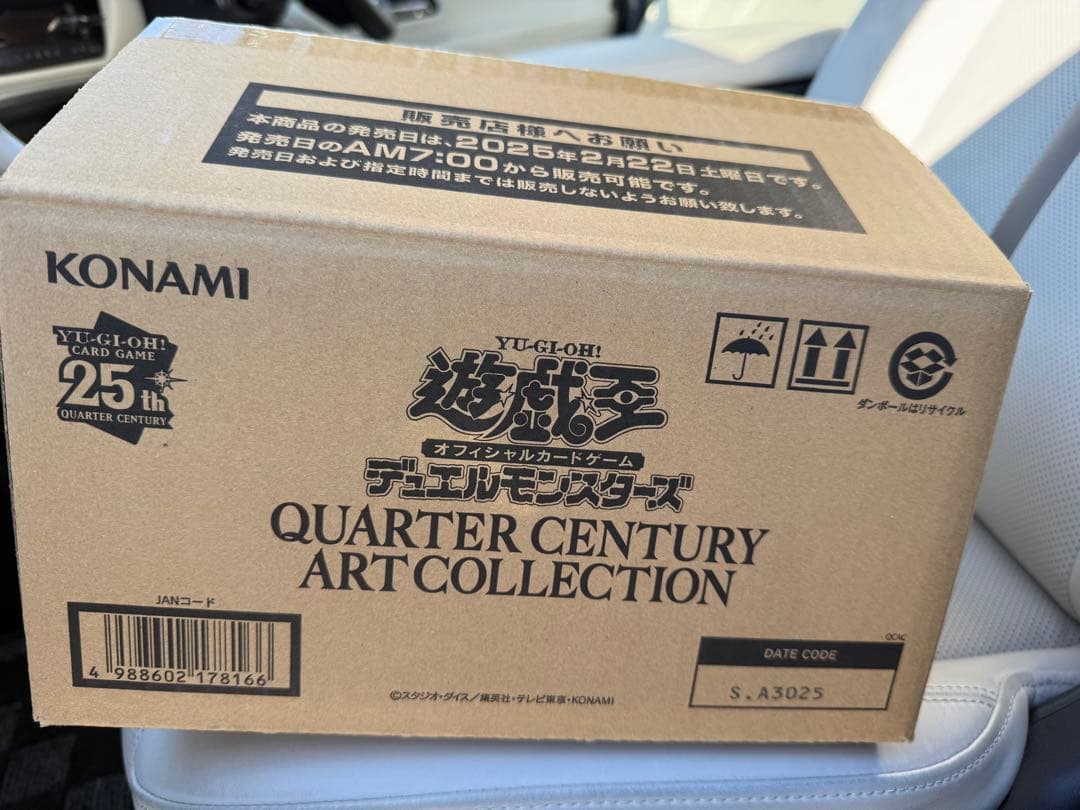 販売店様へお願い
本商品の発売日は、2025年2月22日土曜日です。
発売日のAM7:00から販売可能です。
発売日および指定時間までは販売しないようお願い致します。
KONAMI
YU-GI-OH!
CARD GAME
25th
QUARTER CENTURY
YU-GI-OH!
遊戯王
オフィシャルカードゲーム
デュエルモンスターズ
QUARTER CENTURY
ART COLLECTION
ダンボールはリサイクル
JANコード
4 988602 178166
©スタジオ・ダイス/集英社・テレビ東京・KONAMI
QCAC
DATE CODE
S.A3025